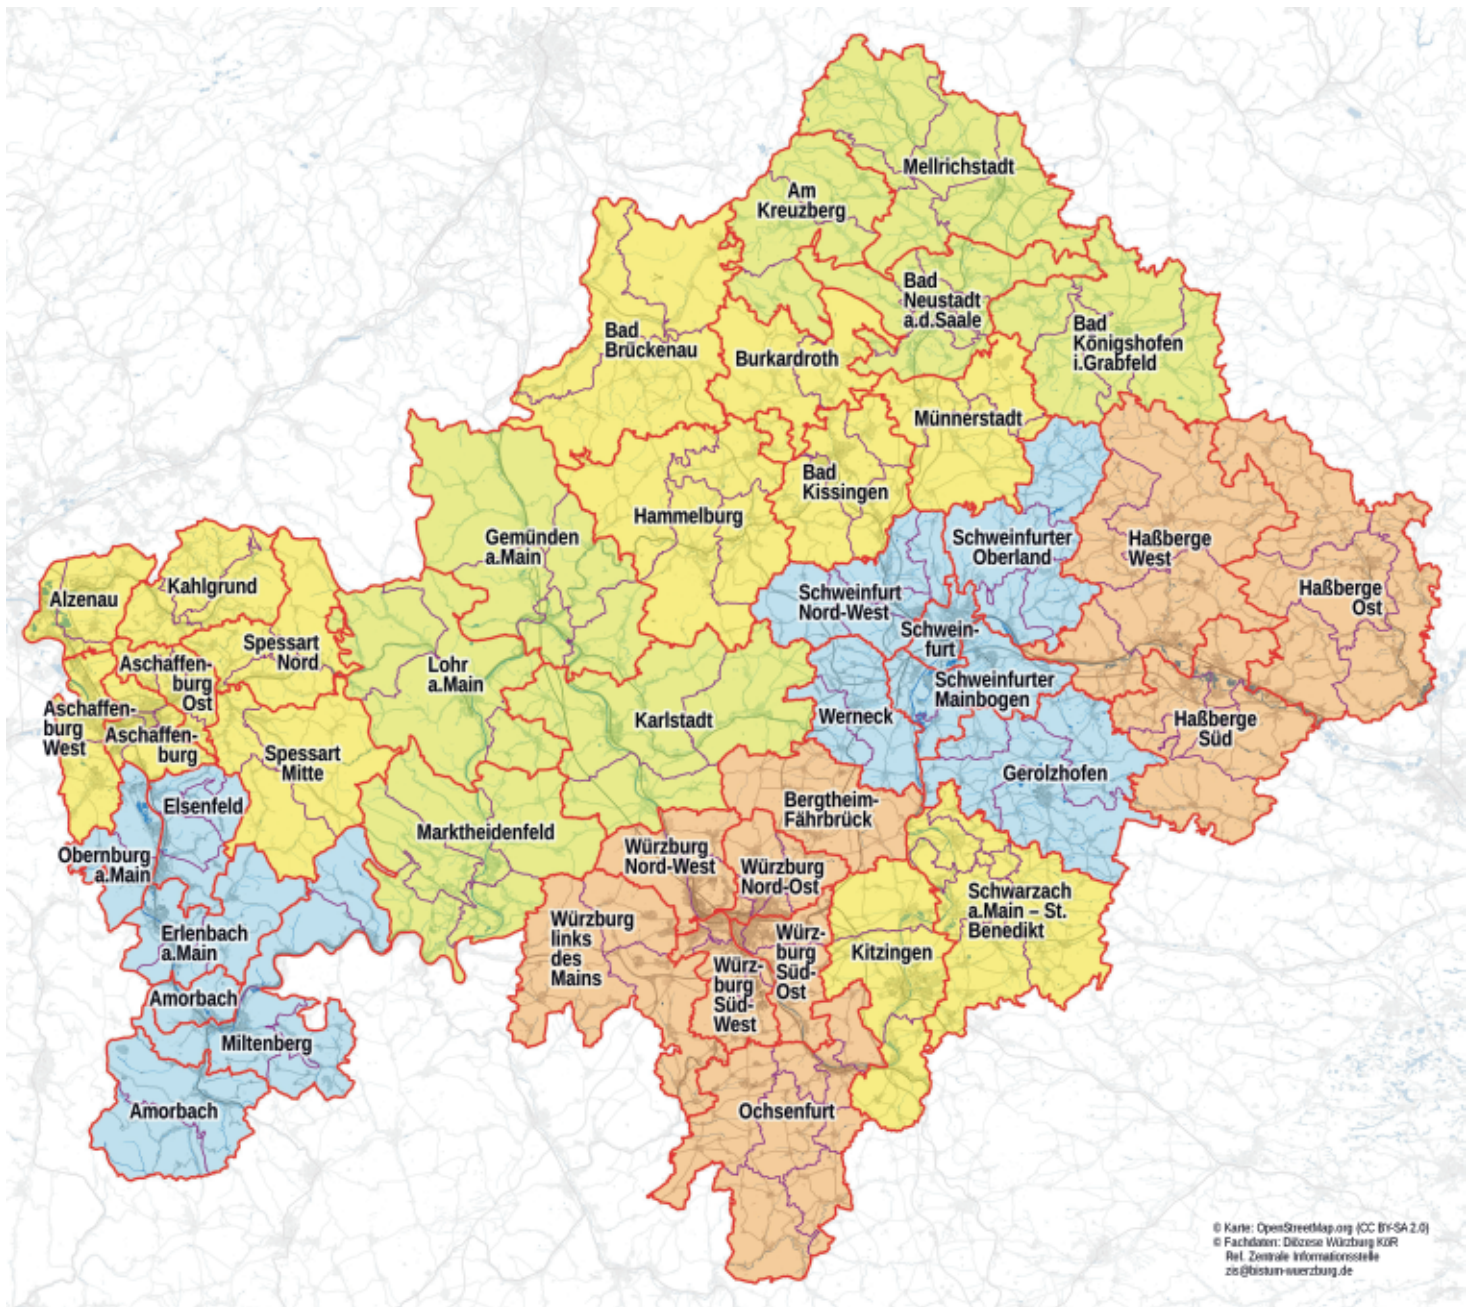 Mellrichstadt
Am
Kreuzberg
Bad
Neustadt
a.d.Saale
Bad
Brückenau
Burkardroth
Bad
Königshofen
i.Grabfeld
Münnerstadt
Bad
Kissingen
Hammelburg
Gemünden
a.Main
Schweinfurter
Oberland
Haßberge
West
Haßberge
Ost
Alzenau
Kahlgrund
Schweinfurt
Nord-West
Schwein-
furt
Spessart
Nord
Aschaffen-
burg
Ost
Lohr
a.Main
Schweinfurter
Mainbogen
Aschaffen-
burg
West
Aschaffen-
burg
Karlstadt
Werneck
Haßberge
Süd
Spessart
Mitte
Gerolzhofen
Elsenfeld
Bergtheim-
Fährbrück
Marktheidenfeld
Obernburg
a.Main
Würzburg
Nord-West
Würzburg
Nord-Ost
Schwarzach
a.Main – St.
Benedikt
Würzburg
links
des
Mains
Erlenbach
a.Main
Würz-
burg
Süd-
Ost
Kitzingen
Würz-
burg
Süd-
West
Amorbach
Miltenberg
Amorbach
Ochsenfurt
© Karte: OpenStreetMap.org (CC BY-SA 2.0)
© Fachdaten: Diözese Würzburg KöR
Ref. Zentrale Informationsstelle
zis@bistum-wuerzburg.de